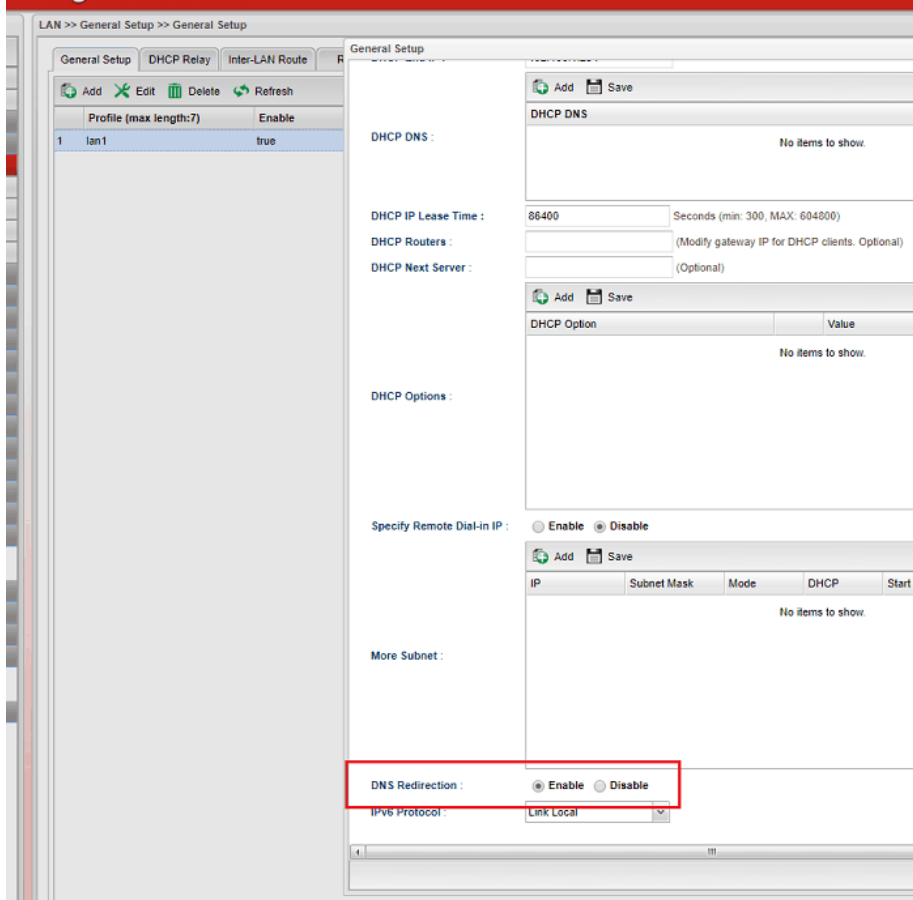 LAN >> General Setup >> General Setup
General Setup DHCP Relay Inter-LAN Route
General Setup
Add Edit Delete Refresh
Profile (max length:7) Enable
1 lan1 true
Add Save
DHCP DNS
DHCP DNS :
No items to show.
DHCP IP Lease Time : 86400 Seconds (min: 300, MAX: 604800)
DHCP Routers : (Modify gateway IP for DHCP clients. Optional)
DHCP Next Server : (Optional)
Add Save
DHCP Option Value
No items to show.
DHCP Options :
Specify Remote Dial-in IP : Enable Disable
Add Save
IP Subnet Mask Mode DHCP Start
No items to show.
More Subnet :
DNS Redirection : Enable Disable
IPv6 Protocol : Link Local